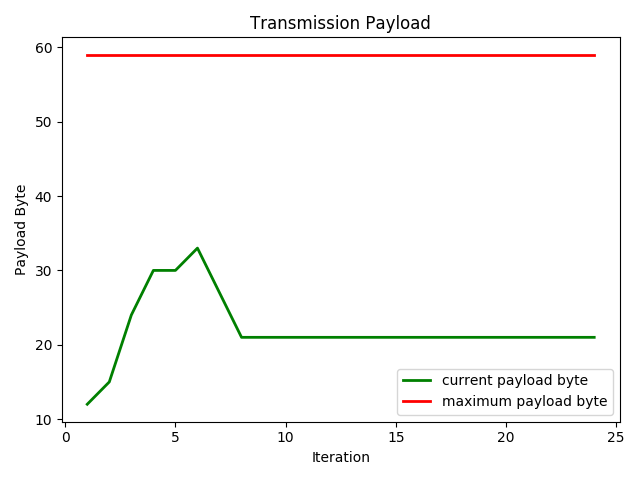 Transmission Payload
Payload Byte
60
50
40
30
20
10
0
5
10
15
20
25
Iteration
current payload byte
maximum payload byte